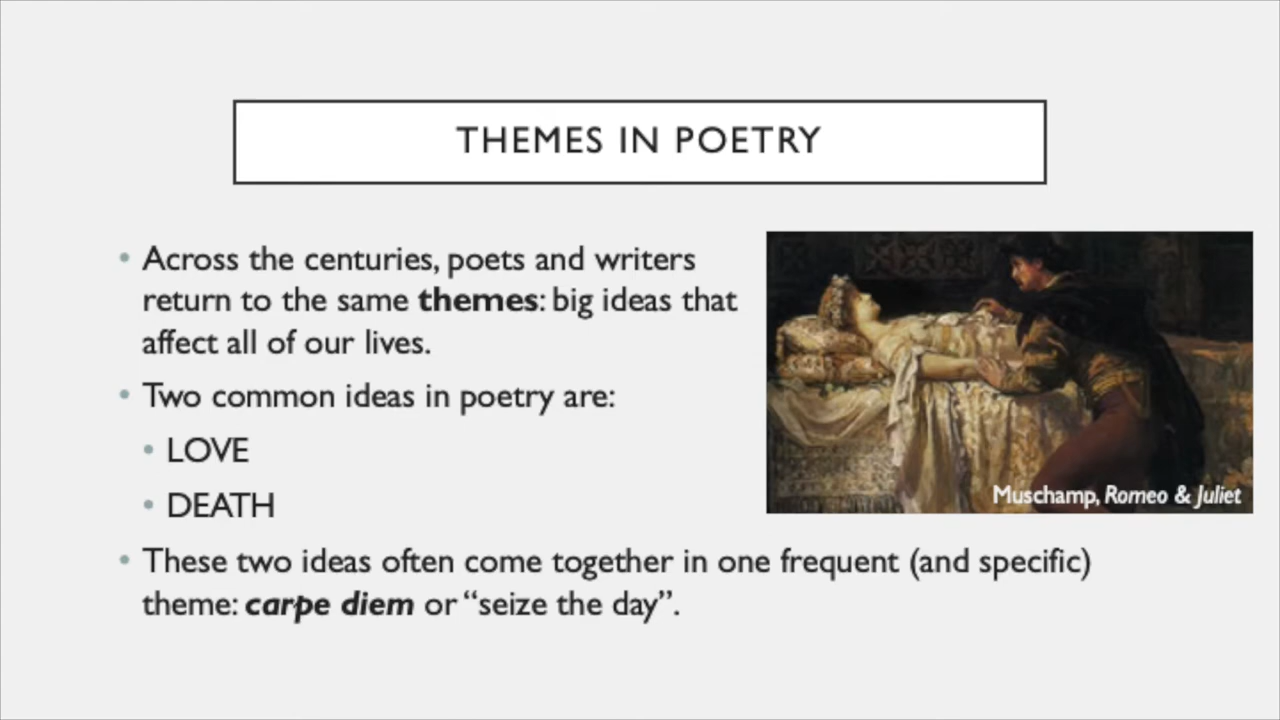 THEMES IN POETRY
• Across the centuries, poets and writers
return to the same themes: big ideas that
affect all of our lives.
• Two common ideas in poetry are:
• LOVE
• DEATH
Muschamp, Romeo & Juliet
• These two ideas often come together in one frequent (and specific)
theme: carpe diem or “seize the day”.